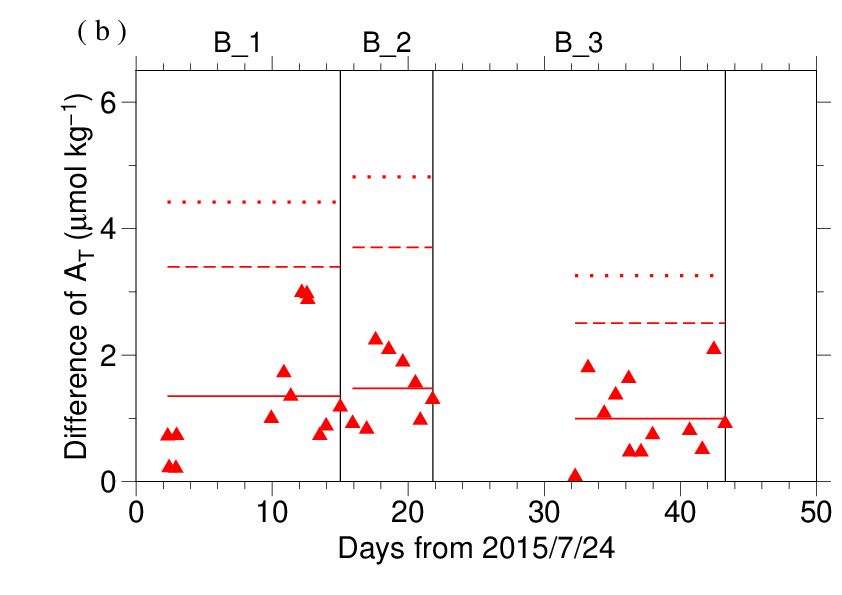 ( b )
B_1 B_2 B_3
Difference of A_T (μmol kg⁻¹)
6
4
2
0
0 10 20 30 40 50
Days from 2015/7/24